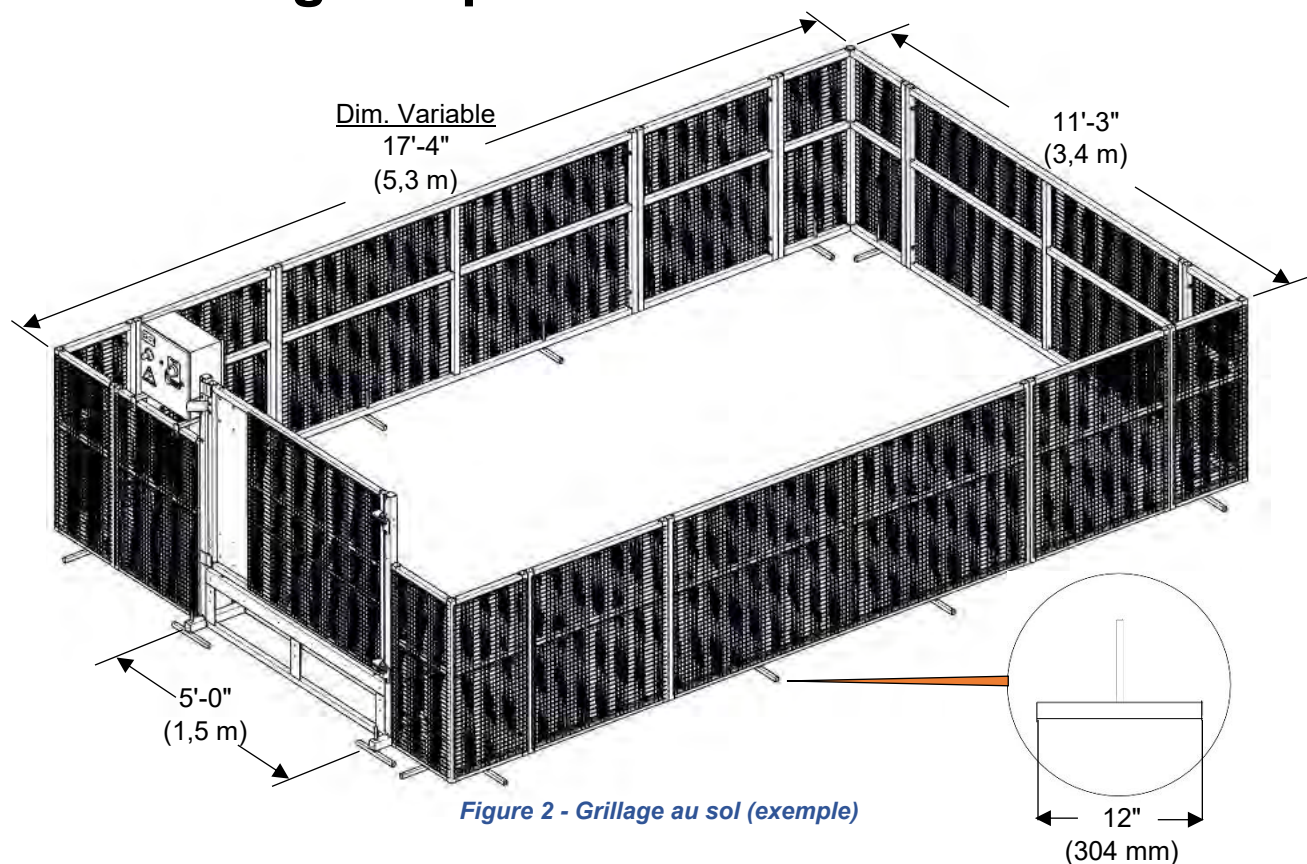 Dim. Variable
17'-4"
(5,3 m)
11'-3"
(3,4 m)
5'-0"
(1,5 m)
12"
(304 mm)
Figure 2 - Grillage au sol (exemple)